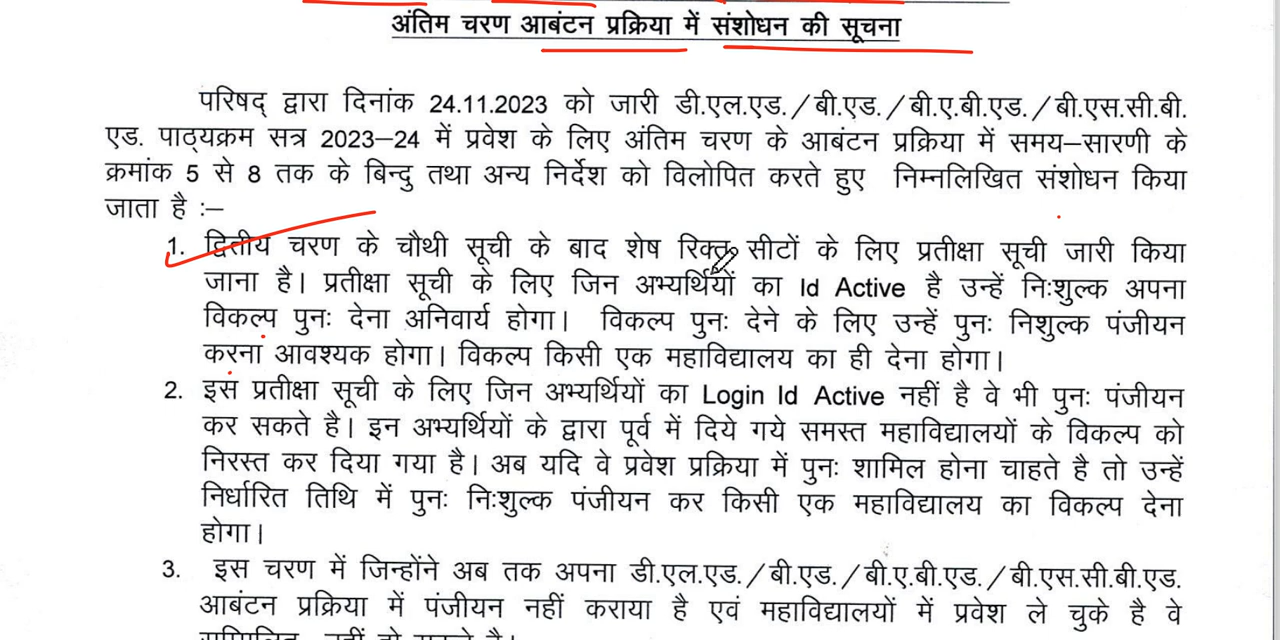 अंतिम चरण आबंटन प्रक्रिया में संशोधन की सूचना
परिषद् द्वारा दिनांक 24.11.2023 को जारी डी.एल.एड./बी.एड./बी.ए.बी.एड./बी.एस.सी.बी.
एड. पाठ्यक्रम सत्र 2023–24 में प्रवेश के लिए अंतिम चरण के आबंटन प्रक्रिया में समय–सारणी के
क्रमांक 5 से 8 तक के बिन्दु तथा अन्य निर्देश को विलोपित करते हुए निम्नलिखित संशोधन किया
जाता है :–
1. द्वितीय चरण के चौथी सूची के बाद शेष रिक्त सीटों के लिए प्रतीक्षा सूची जारी किया
जाना है। प्रतीक्षा सूची के लिए जिन अभ्यर्थियों का Id Active है उन्हें निःशुल्क अपना
विकल्प पुनः देना अनिवार्य होगा। विकल्प पुनः देने के लिए उन्हें पुनः निशुल्क पंजीयन
करना आवश्यक होगा। विकल्प किसी एक महाविद्यालय का ही देना होगा।
2. इस प्रतीक्षा सूची के लिए जिन अभ्यर्थियों का Login Id Active नहीं है वे भी पुनः पंजीयन
कर सकते है। इन अभ्यर्थियों के द्वारा पूर्व में दिये गये समस्त महाविद्यालयों के विकल्प को
निरस्त कर दिया गया है। अब यदि वे प्रवेश प्रक्रिया में पुनः शामिल होना चाहते है तो उन्हें
निर्धारित तिथि में पुनः निःशुल्क पंजीयन कर किसी एक महाविद्यालय का विकल्प देना
होगा।
3. इस चरण में जिन्होंने अब तक अपना डी.एल.एड./बी.एड./बी.ए.बी.एड./बी.एस.सी.बी.एड.
आबंटन प्रक्रिया में पंजीयन नहीं कराया है एवं महाविद्यालयों में प्रवेश ले चुके है वे